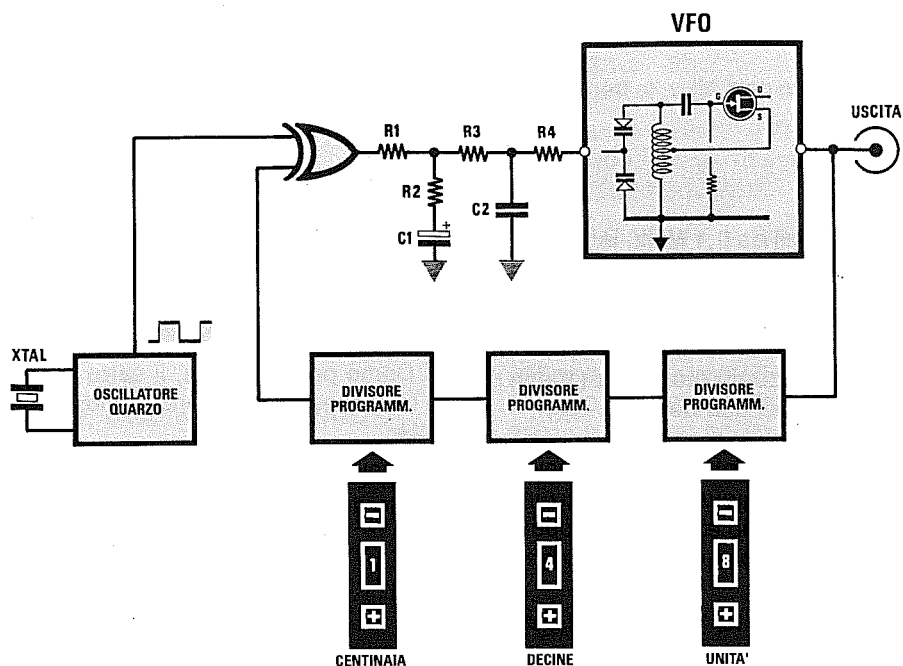 VFO
G
D
S
USCITA
R1
R3
R4
R2
C1
+
C2
XTAL
OSCILLATORE
QUARZO
DIVISORE
PROGRAMM.
DIVISORE
PROGRAMM.
DIVISORE
PROGRAMM.
1
4
8
CENTINAIA
DECINE
UNITA'